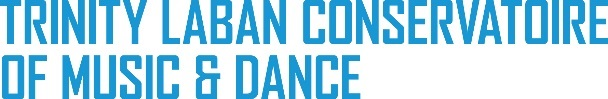 TRINITY LABAN CONSERVATOIRE
OF MUSIC & DANCE